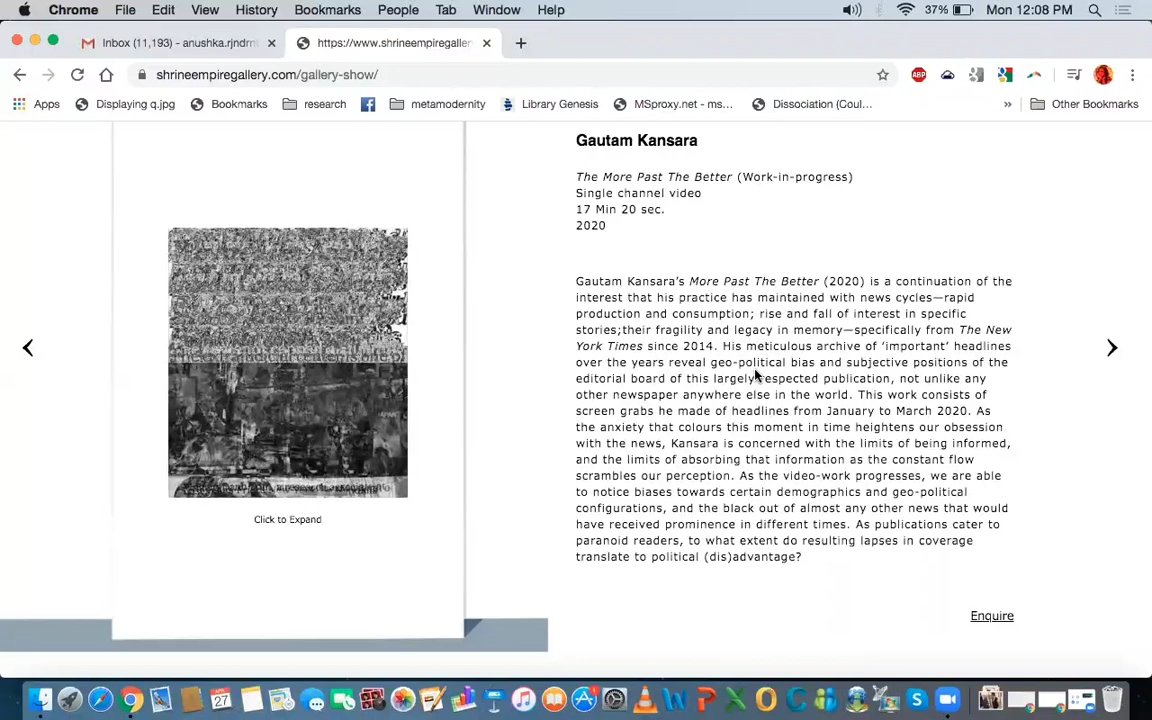 Chrome File Edit View History Bookmarks People Tab Window Help 37% Mon 12:08 PM
Inbox (11,193) - anushka.rjndrn × https://www.shrineempiregaller × +
shrineempiregallery.com/gallery-show/
ABP
Apps Displaying q.jpg Bookmarks research metamodernity Library Genesis MSproxy.net - ms... Dissociation (Coul... » Other Bookmarks
Gautam Kansara
The More Past The Better (Work-in-progress)
Single channel video
17 Min 20 sec.
2020
Gautam Kansara's More Past The Better (2020) is a continuation of the
interest that his practice has maintained with news cycles—rapid
production and consumption; rise and fall of interest in specific
stories;their fragility and legacy in memory—specifically from The New
York Times since 2014. His meticulous archive of 'important' headlines
over the years reveal geo-political bias and subjective positions of the
editorial board of this largely respected publication, not unlike any
other newspaper anywhere else in the world. This work consists of
screen grabs he made of headlines from January to March 2020. As
the anxiety that colours this moment in time heightens our obsession
with the news, Kansara is concerned with the limits of being informed,
and the limits of absorbing that information as the constant flow
scrambles our perception. As the video-work progresses, we are able
to notice biases towards certain demographics and geo-political
configurations, and the black out of almost any other news that would
have received prominence in different times. As publications cater to
paranoid readers, to what extent do resulting lapses in coverage
translate to political (dis)advantage?
Click to Expand
Enquire
27